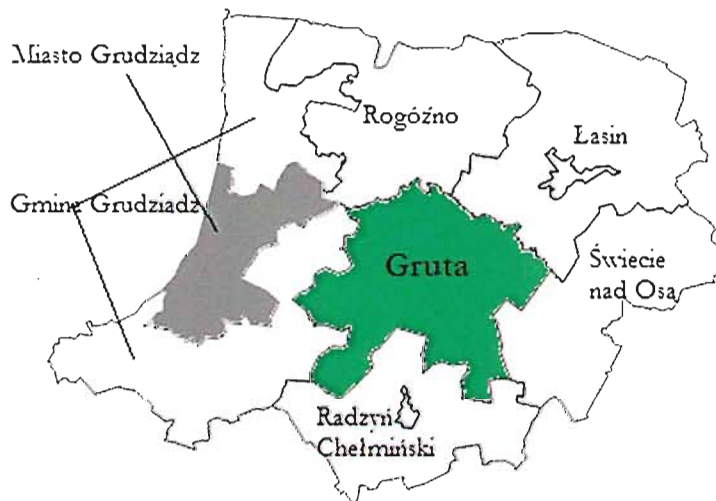 Miasto Grudziądz
Rogóźno
Łasin
Gmina Grudziądz
Gruta
Świecie
nad Osą
Radzyń
Chełmiński